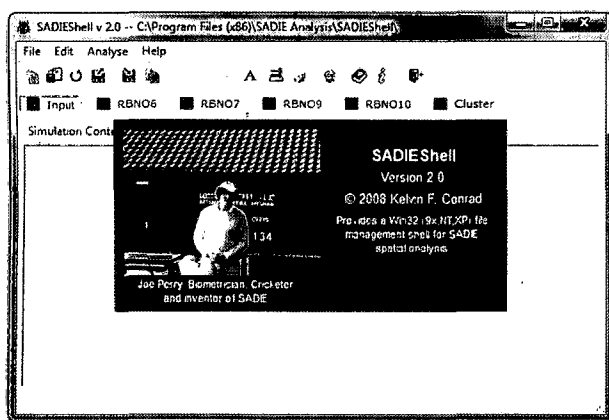 SADIEShell v 2.0 -- C:\Program Files (x86)\SADIE Analysis\SADIEShell\
File Edit Analyse Help
Input RBNO6 RBNO7 RBNO9 RBNO10 Cluster
Simulation Conte
SADIEShell
Version 2.0
© 2008 Kelvin F. Conrad
Provides a Win32 (9x,NT,XP) file
management shell for SADIE
spatial analysis
134
Joe Perry, Biometrician, Cricketer
and inventor of SADIE